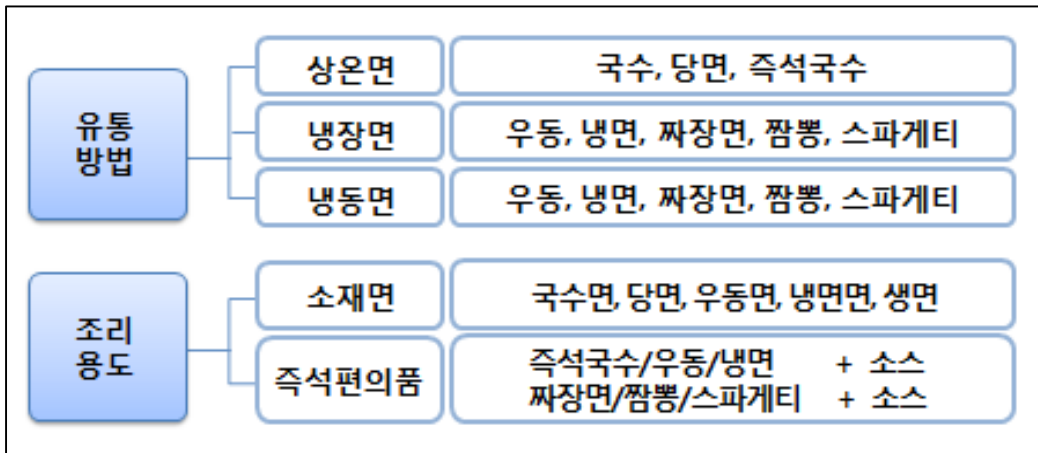 유통
방법
상온면
국수, 당면, 즉석국수
냉장면
우동, 냉면, 짜장면, 짬뽕, 스파게티
냉동면
우동, 냉면, 짜장면, 짬뽕, 스파게티
조리
용도
소재면
국수면, 당면, 우동면, 냉면면, 생면
즉석편의품
즉석국수/우동/냉면 + 소스
짜장면/짬뽕/스파게티 + 소스